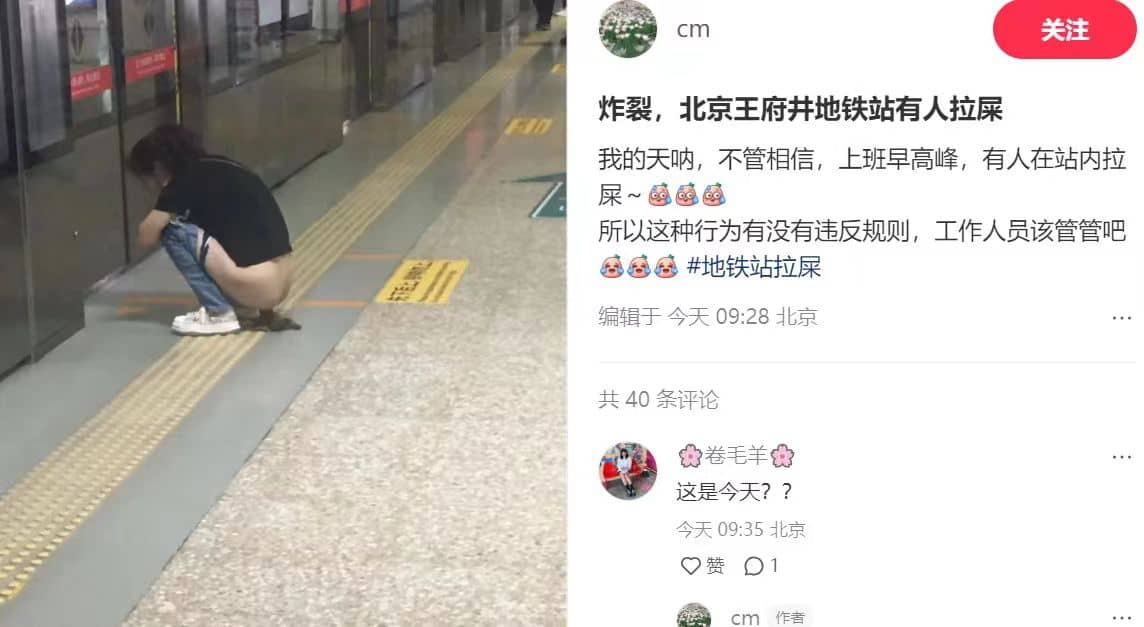 cm
关注
炸裂，北京王府井地铁站有人拉屎
我的天呐，不管相信，上班早高峰，有人在站内拉
屎～
所以这种行为有没有违反规则，工作人员该管管吧
#地铁站拉屎
编辑于 今天 09:28 北京
共 40 条评论
卷毛羊
这是今天？？
今天 09:35 北京
赞 1
cm 作者